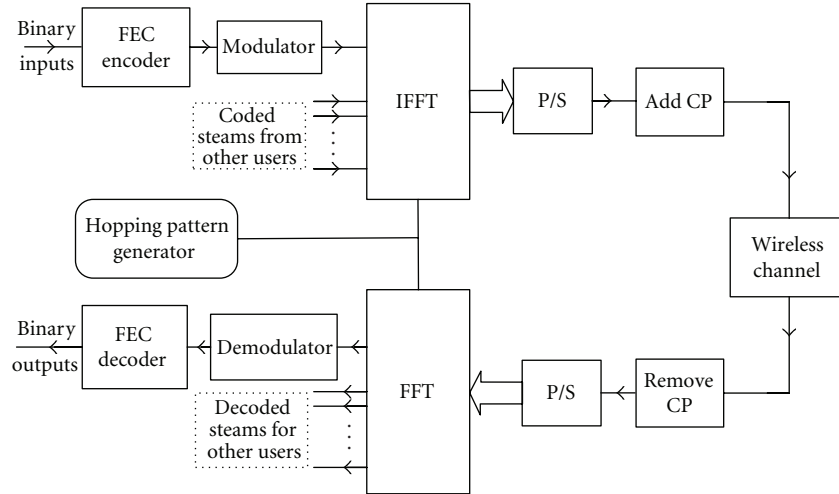 Binary
inputs
FEC
encoder
Modulator
IFFT
P/S
Add CP
Coded
steams from
other users
Hopping pattern
generator
Wireless
channel
Binary
outputs
FEC
decoder
Demodulator
FFT
P/S
Remove
CP
Decoded
steams for
other users